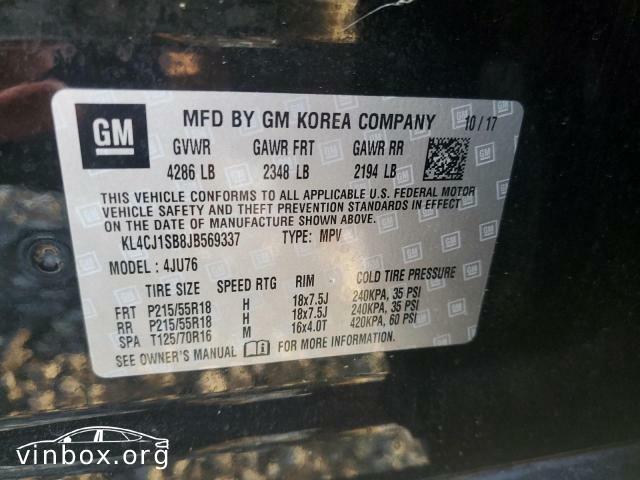 GM MFD BY GM KOREA COMPANY 10 / 17
GVWR GAWR FRT GAWR RR
4286 LB 2348 LB 2194 LB
THIS VEHICLE CONFORMS TO ALL APPLICABLE U.S. FEDERAL MOTOR
VEHICLE SAFETY AND THEFT PREVENTION STANDARDS IN EFFECT
ON THE DATE OF MANUFACTURE SHOWN ABOVE.
KL4CJ1SB8JB569337 TYPE: MPV
MODEL : 4JU76
TIRE SIZE SPEED RTG RIM COLD TIRE PRESSURE
FRT P215/55R18 H 18x7.5J 240KPA, 35 PSI
RR P215/55R18 H 18x7.5J 240KPA, 35 PSI
SPA T125/70R16 M 16x4.0T 420KPA, 60 PSI
SEE OWNER'S MANUAL FOR MORE INFORMATION.
vinbox.org